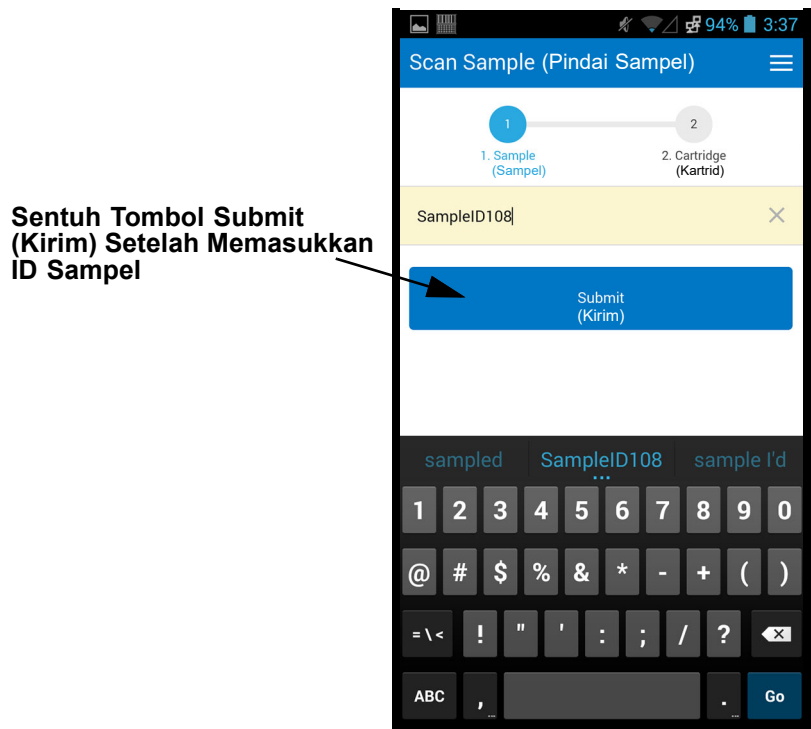 94% 3:37
Scan Sample (Pindai Sampel)
1 2
1. Sample 2. Cartridge
(Sampel) (Kartrid)
Sentuh Tombol Submit
(Kirim) Setelah Memasukkan
ID Sampel
SampleID108
Submit
(Kirim)
sampled SampleID108 sample I'd
1 2 3 4 5 6 7 8 9 0
@ # $ % & * - + ( )
= \ < ! " ' : ; / ?
ABC , . Go